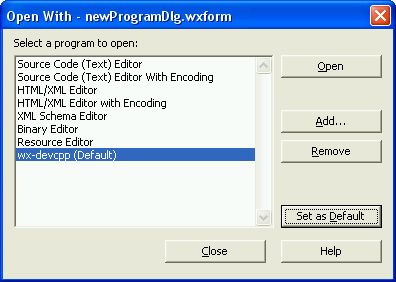 Open With - newProgramDlg.wxform
Select a program to open:
Source Code (Text) Editor
Source Code (Text) Editor With Encoding
HTML/XML Editor
HTML/XML Editor with Encoding
XML Schema Editor
Binary Editor
Resource Editor
wx-devcpp (Default)
Open
Add...
Remove
Set as Default
Close
Help